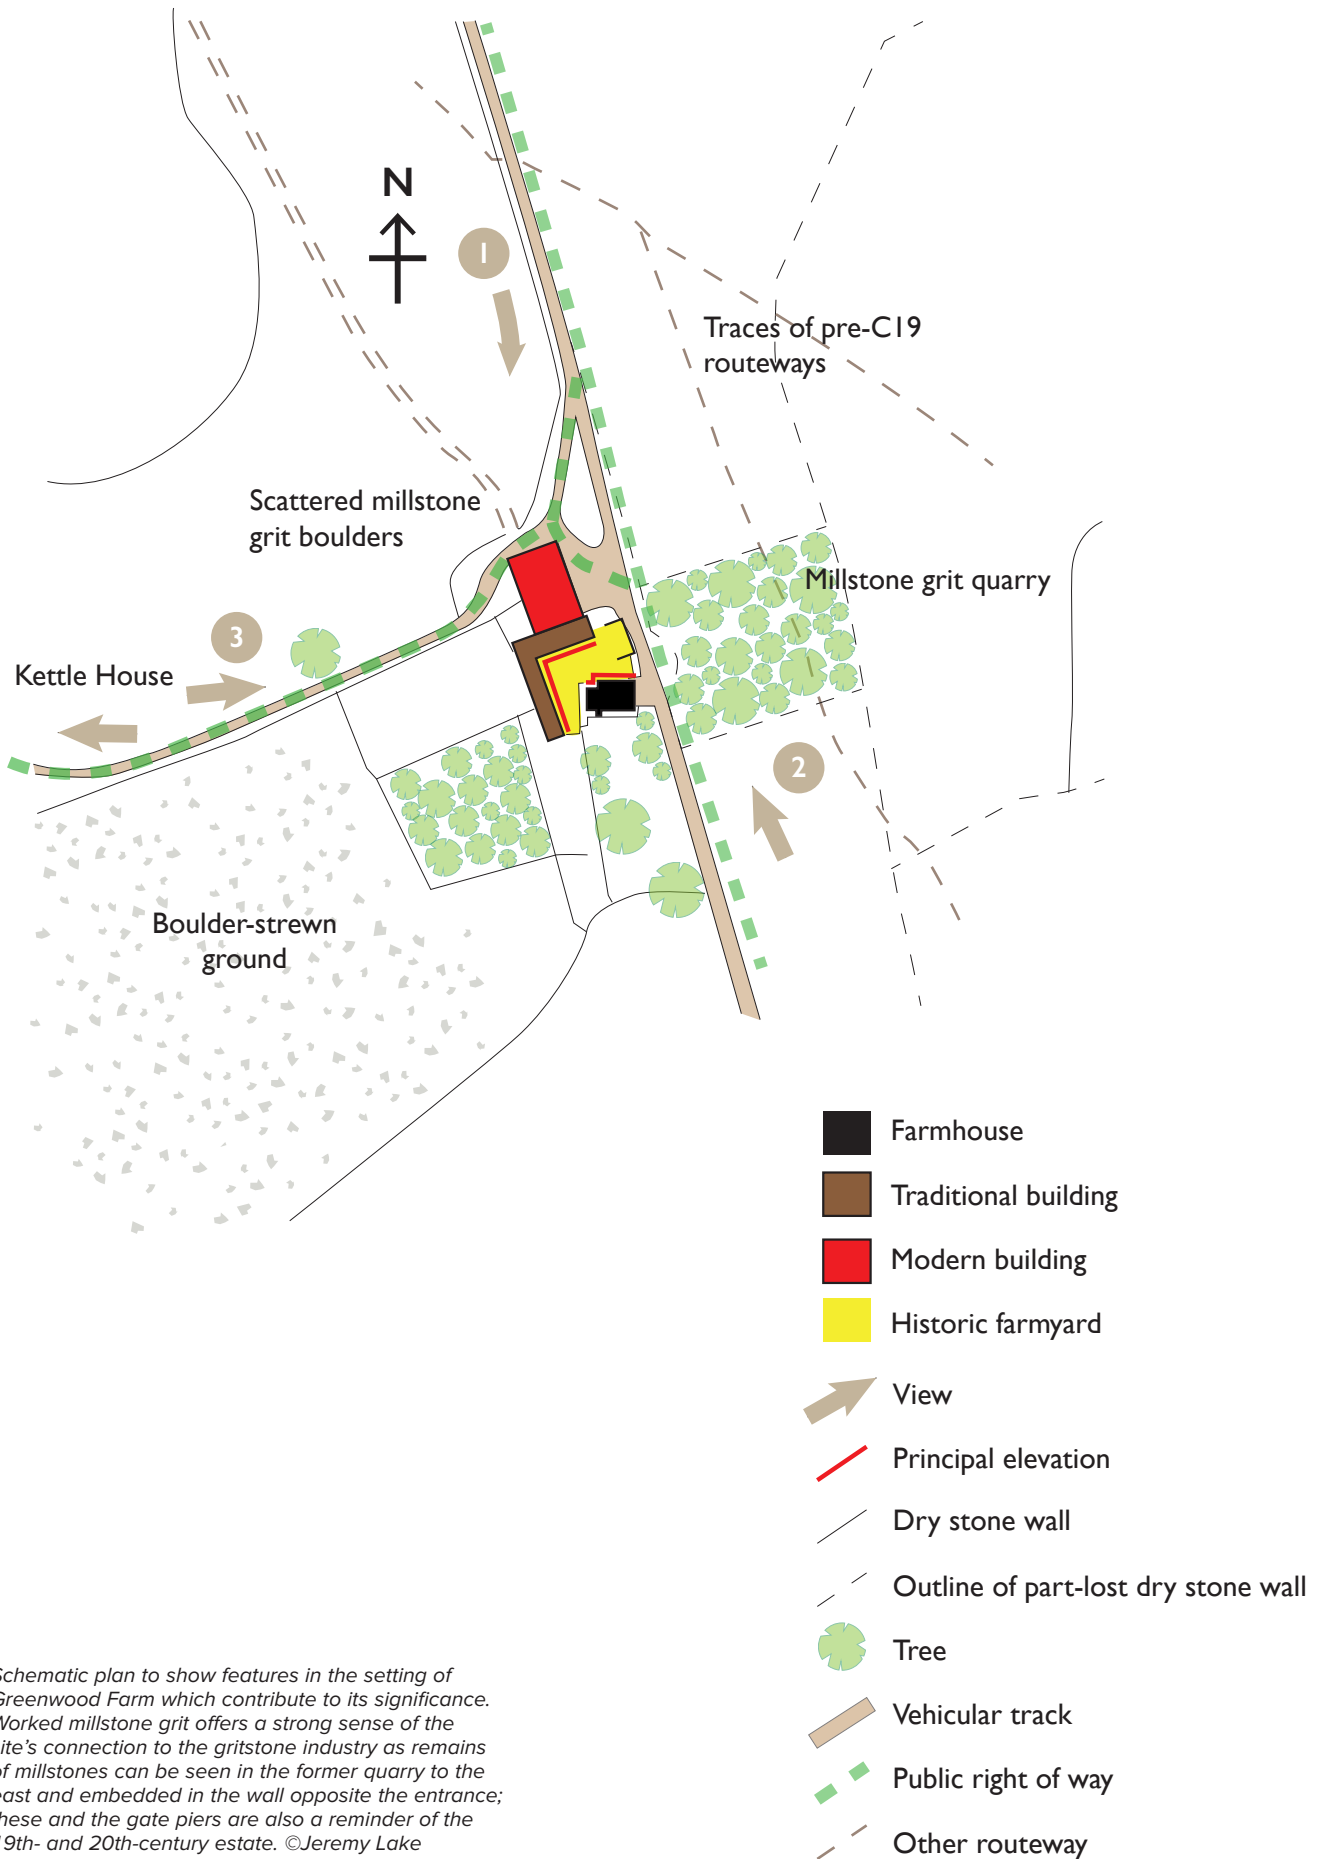 N
1
Traces of pre-C19
routeways
Scattered millstone
grit boulders
Millstone grit quarry
3
Kettle House
2
Boulder-strewn
ground
Farmhouse
Traditional building
Modern building
Historic farmyard
View
Principal elevation
Dry stone wall
Outline of part-lost dry stone wall
Tree
Vehicular track
Public right of way
Other routeway
Schematic plan to show features in the setting of
Greenwood Farm which contribute to its significance.
Worked millstone grit offers a strong sense of the
site’s connection to the gritstone industry as remains
of millstones can be seen in the former quarry to the
east and embedded in the wall opposite the entrance;
these and the gate piers are also a reminder of the
19th- and 20th-century estate. ©Jeremy Lake